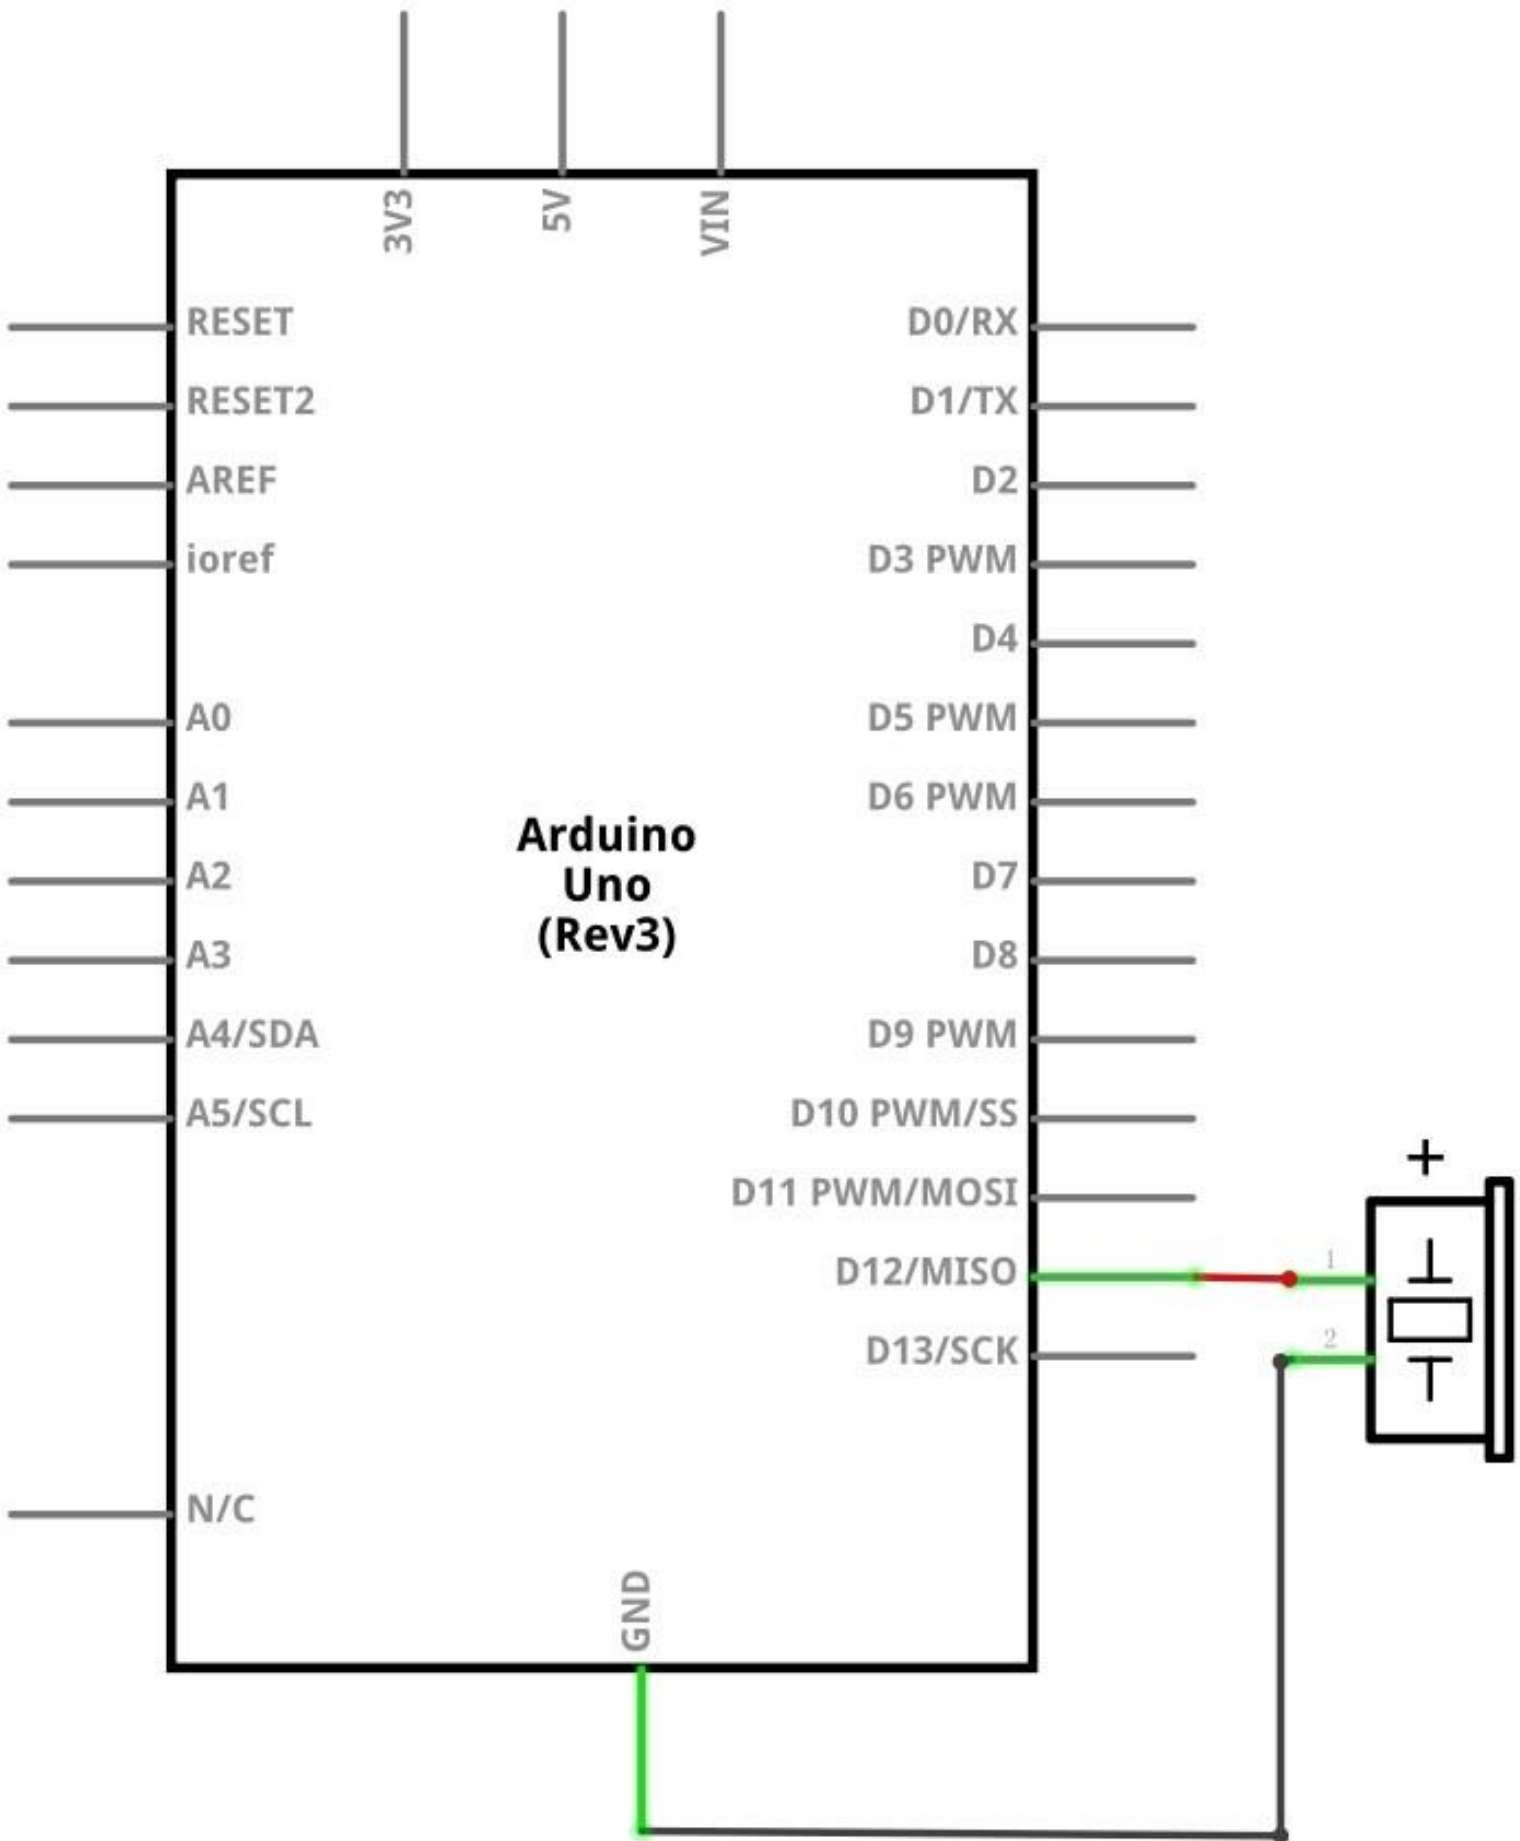 3V3
5V
VIN
RESET
RESET2
AREF
ioref
A0
A1
A2
A3
A4/SDA
A5/SCL
N/C
Arduino
Uno
(Rev3)
D0/RX
D1/TX
D2
D3 PWM
D4
D5 PWM
D6 PWM
D7
D8
D9 PWM
D10 PWM/SS
D11 PWM/MOSI
D12/MISO
D13/SCK
GND
+
1
2